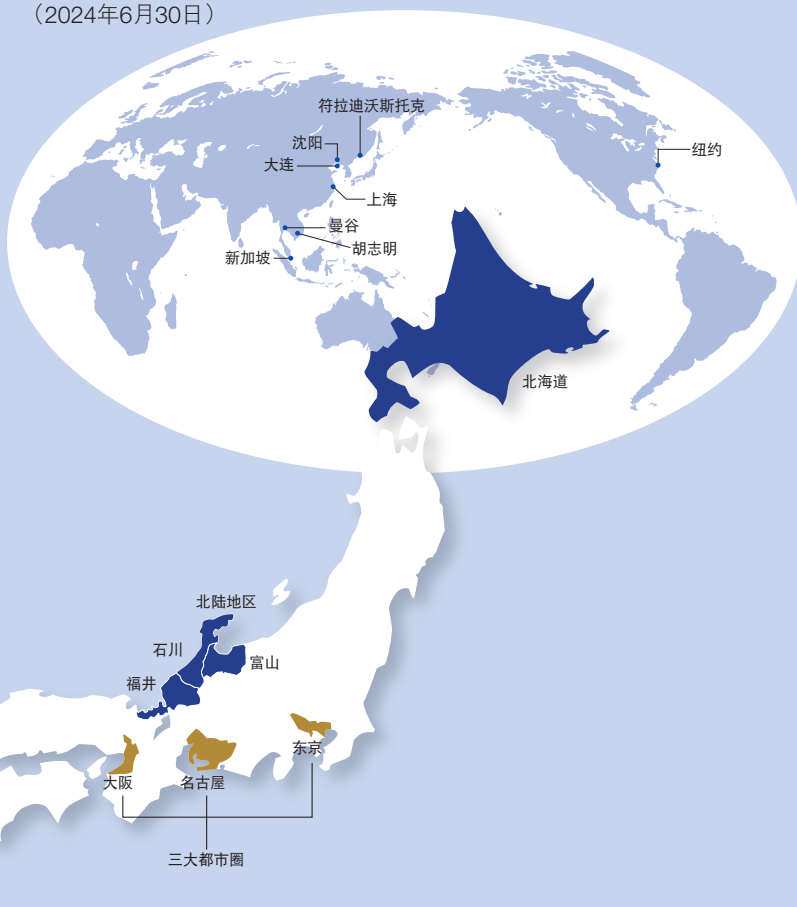 （2024年6月30日）
符拉迪沃斯托克
沈阳
纽约
大连
上海
曼谷
胡志明
新加坡
北海道
北陆地区
石川
富山
福井
东京
大阪
名古屋
三大都市圈